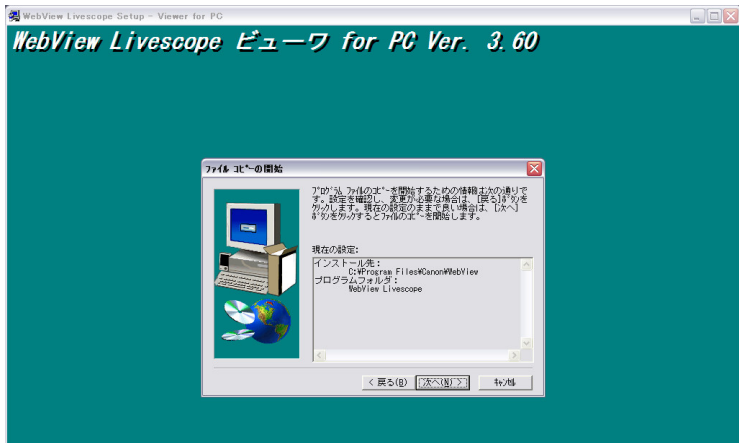 WebView Livescope Setup - Viewer for PC
WebView Livescope ビューワ for PC Ver. 3.60
ファイル コピーの開始
プログラム ファイルのコピーを開始するための情報は次の通りで
す。設定を確認し、変更が必要な場合は、[戻る]ボタンを
クリックします。現在の設定のままで良い場合は、[次へ]
ボタンをクリックするとファイルのコピーを開始します。
現在の設定:
インストール先:
C:¥Program Files¥Canon¥WebView
プログラムフォルダ:
WebView Livescope
< 戻る(B)
次へ(N) >
キャンセル